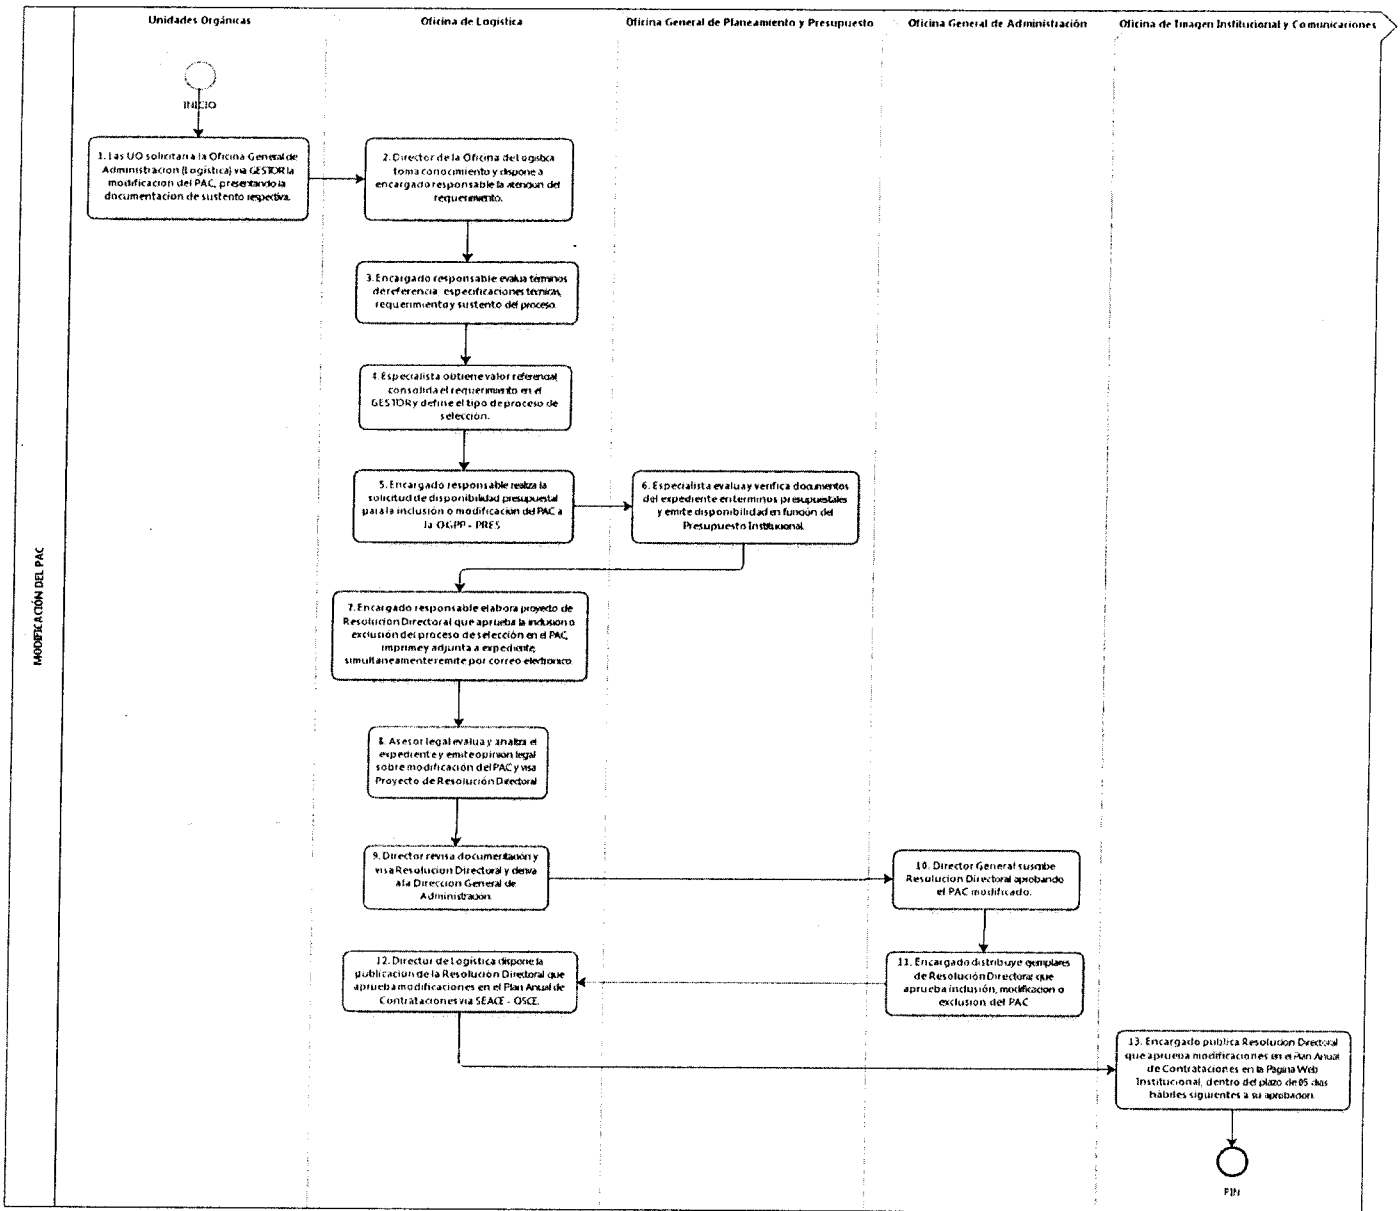 Unidades Orgánicas
Oficina de Logística
Oficina General de Planeamiento y Presupuesto
Oficina General de Administración
Oficina de Imagen Institucional y Comunicaciones
MODIFICACIÓN DEL PAC
INICIO
1. Las UO solicitan a la Oficina General de
Administracion (Logística) via GESTOR la
modificacion del PAC, presentando la
documentacion de sustento respectiva.
2. Director de la Oficina de Logistica
toma conocimiento y dispone a
encargado responsable la atencion del
requerimiento.
3. Encargado responsable evalua términos
de referencia especificaciones técnicas,
requerimiento y sustento del proceso.
4. Especialista obtiene valor referencial,
consolida el requerimiento en el
GESTOR y define el tipo de proceso de
selección.
5. Encargado responsable realiza la
solicitud de disponibilidad presupuestal
para la inclusión o modificación del PAC a
la OGPP - PRES
6. Especialista evalua y verifica documentos
del expediente en terminos presupuestales
y emite disponibilidad en función del
Presupuesto Institucional.
7. Encargado responsable elabora proyecto de
Resolucion Directoral que aprueba la inclusion o
exclusión del proceso de selección en el PAC,
imprime y adjunta a expediente,
simultaneamente remite por correo electronico.
8. Asesor legal evalua y analiza el
expediente y emite opinión legal
sobre modificación del PAC y visa
Proyecto de Resolución Directoral
9. Director revisa documentación y
visa Resolucion Directoral y deriva
a la Direccion General de
Administracion.
10. Director General suscribe
Resolucion Directoral aprobando
el PAC modificado.
11. Encargado distribuye ejemplares
de Resolución Directoral que
aprueba inclusión, modificacion o
exclusion del PAC
12. Director de Logística dispone la
publicacion de la Resolución Directoral que
aprueba modificaciones en el Plan Anual de
Contrataciones via SEACE - OSCE.
13. Encargado publica Resolucion Directoral
que aprueba modificaciones en el Plan Anual
de Contrataciones en la Pagina Web
Institucional, dentro del plazo de 05 dias
hábiles siguientes a su aprobacion.
FIN